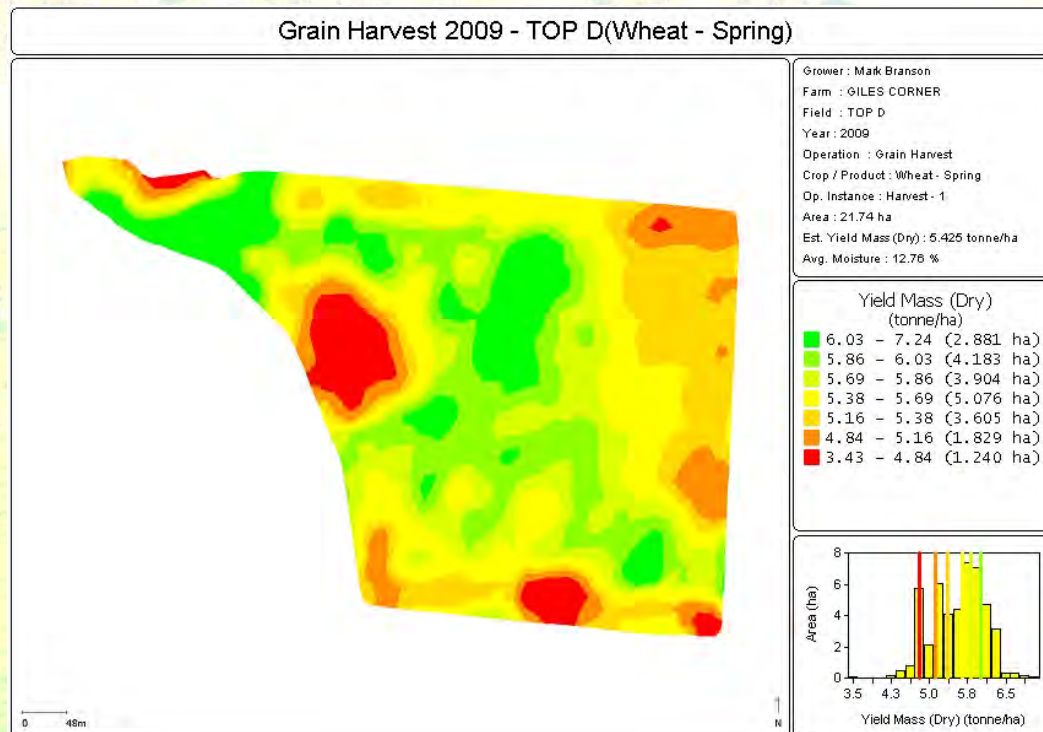 Grain Harvest 2009 - TOP D(Wheat - Spring)
Grower : Mark Branson
Farm : GILES CORNER
Field : TOP D
Year : 2009
Operation : Grain Harvest
Crop / Product : Wheat - Spring
Op. Instance : Harvest - 1
Area : 21.74 ha
Est. Yield Mass (Dry) : 5.425 tonne/ha
Avg. Moisture : 12.76 %
Yield Mass (Dry)
(tonne/ha)
6.03 - 7.24 (2.881 ha)
5.86 - 6.03 (4.183 ha)
5.69 - 5.86 (3.904 ha)
5.38 - 5.69 (5.076 ha)
5.16 - 5.38 (3.605 ha)
4.84 - 5.16 (1.829 ha)
3.43 - 4.84 (1.240 ha)
8
6
4
2
0
Area (ha)
3.5 4.3 5.0 5.8 6.5
Yield Mass (Dry) (tonne/ha)
0 48m
N